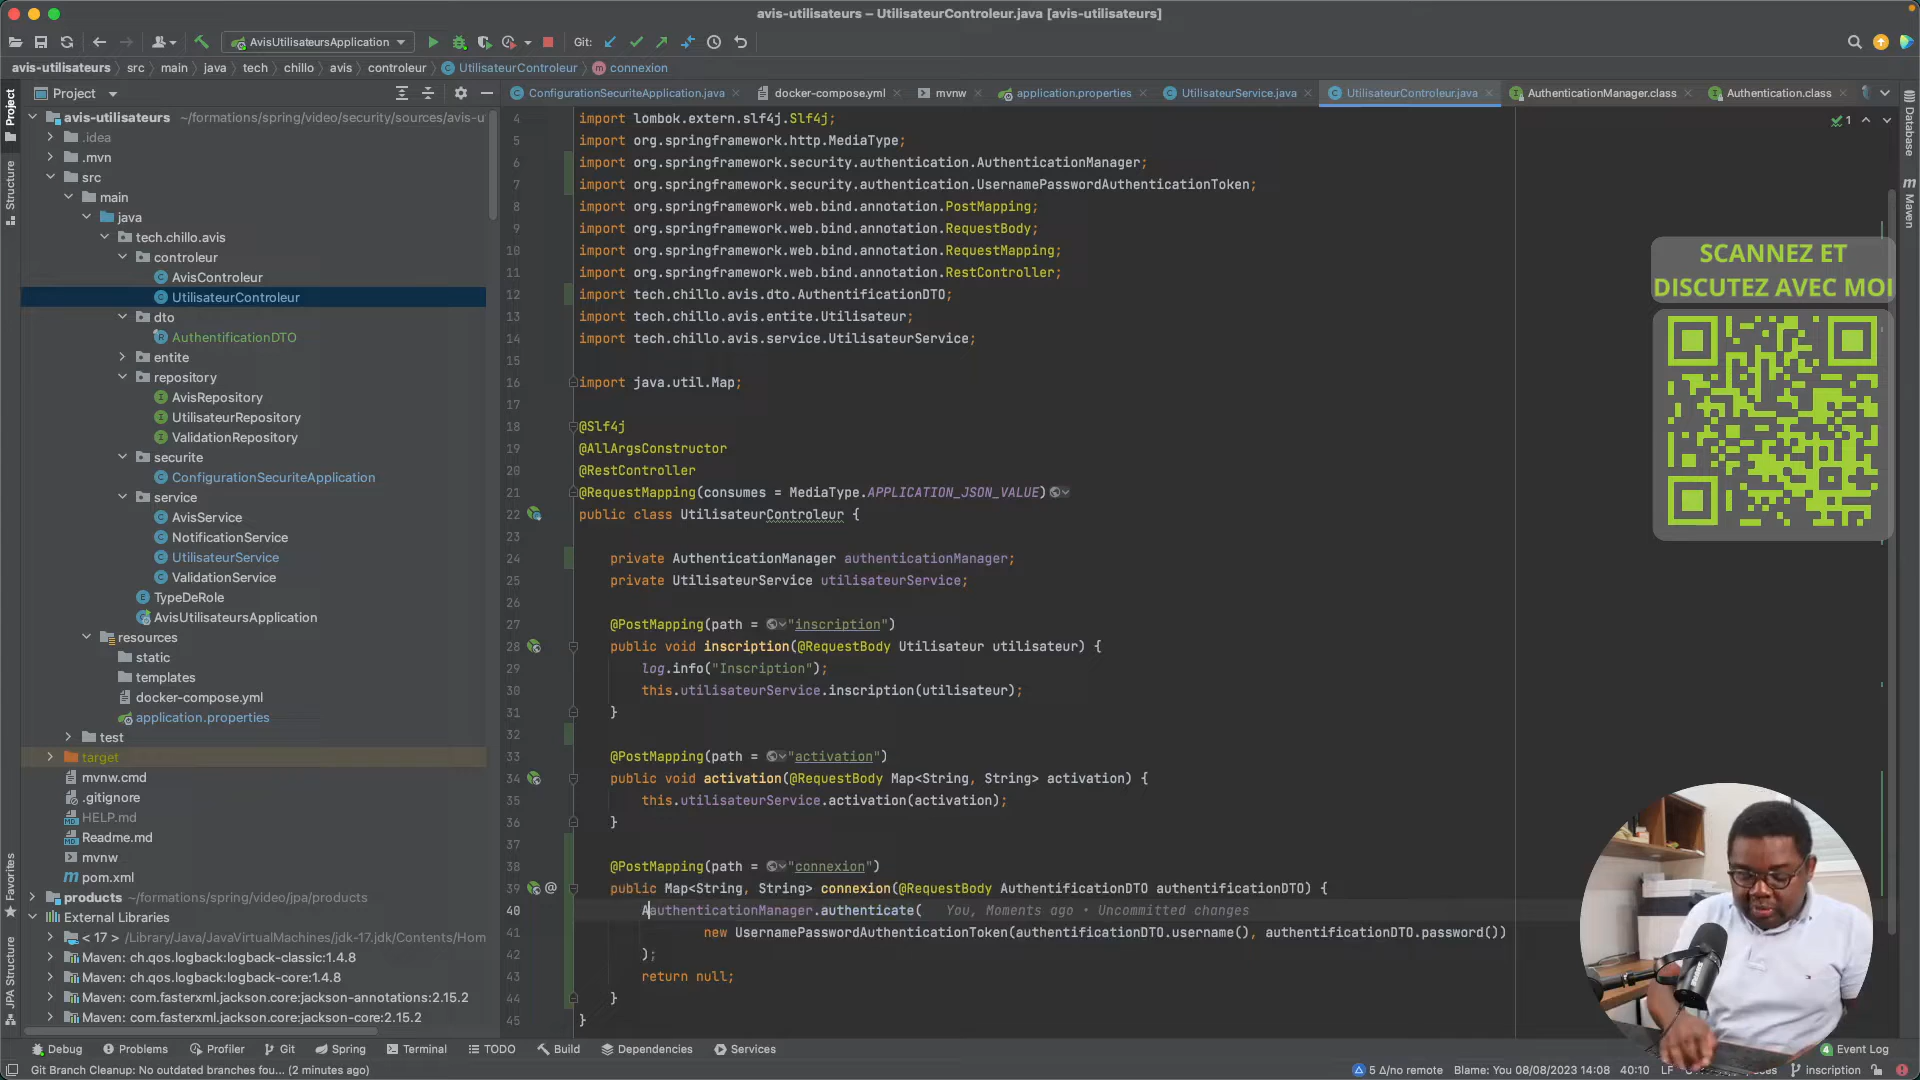 avis-utilisateurs – UtilisateurControleur.java [avis-utilisateurs]
AvisUtilisateursApplication
Git:
avis-utilisateurs
src
main
java
tech
chillo
avis
controleur
UtilisateurControleur
connexion
Project
ConfigurationSecuriteApplication.java
docker-compose.yml
mvnw
application.properties
UtilisateurService.java
UtilisateurControleur.java
AuthenticationManager.class
Authentication.class
Project
Structure
Favorites
JPA Structure
Database
Maven
avis-utilisateurs ~/formations/spring/video/security/sources/avis-u
.idea
.mvn
src
main
java
tech.chillo.avis
controleur
AvisControleur
UtilisateurControleur
dto
AuthentificationDTO
entite
repository
AvisRepository
UtilisateurRepository
ValidationRepository
securite
ConfigurationSecuriteApplication
service
AvisService
NotificationService
UtilisateurService
ValidationService
TypeDeRole
AvisUtilisateursApplication
resources
static
templates
docker-compose.yml
application.properties
test
target
mvnw.cmd
.gitignore
HELP.md
Readme.md
mvnw
pom.xml
products ~/formations/spring/video/jpa/products
External Libraries
< 17 > /Library/Java/JavaVirtualMachines/jdk-17.jdk/Contents/Hom
Maven: ch.qos.logback:logback-classic:1.4.8
Maven: ch.qos.logback:logback-core:1.4.8
Maven: com.fasterxml.jackson.core:jackson-annotations:2.15.2
Maven: com.fasterxml.jackson.core:jackson-core:2.15.2
4 import lombok.extern.slf4j.Slf4j;
5 import org.springframework.http.MediaType;
6 import org.springframework.security.authentication.AuthenticationManager;
7 import org.springframework.security.authentication.UsernamePasswordAuthenticationToken;
8 import org.springframework.web.bind.annotation.PostMapping;
9 import org.springframework.web.bind.annotation.RequestBody;
10 import org.springframework.web.bind.annotation.RequestMapping;
11 import org.springframework.web.bind.annotation.RestController;
12 import tech.chillo.avis.dto.AuthentificationDTO;
13 import tech.chillo.avis.entite.Utilisateur;
14 import tech.chillo.avis.service.UtilisateurService;
15
16 import java.util.Map;
17
18 @Slf4j
19 @AllArgsConstructor
20 @RestController
21 @RequestMapping(consumes = MediaType.APPLICATION_JSON_VALUE)
22 public class UtilisateurControleur {
23
24 private AuthenticationManager authenticationManager;
25 private UtilisateurService utilisateurService;
26
27 @PostMapping(path = "inscription")
28 public void inscription(@RequestBody Utilisateur utilisateur) {
29 log.info("Inscription");
30 this.utilisateurService.inscription(utilisateur);
31 }
32
33 @PostMapping(path = "activation")
34 public void activation(@RequestBody Map<String, String> activation) {
35 this.utilisateurService.activation(activation);
36 }
37
38 @PostMapping(path = "connexion")
39 @ public Map<String, String> connexion(@RequestBody AuthentificationDTO authentificationDTO) {
40 AauthenticationManager.authenticate( You, Moments ago • Uncommitted changes
41 new UsernamePasswordAuthenticationToken(authentificationDTO.username(), authentificationDTO.password())
42 );
43 return null;
44 }
45 }
1
SCANNEZ ET
DISCUTEZ AVEC MOI
Debug
Problems
Profiler
Git
Spring
Terminal
TODO
Build
Dependencies
Services
4 Event Log
Git Branch Cleanup: No outdated branches fou... (2 minutes ago)
5 Δ/no remote
Blame: You 08/08/2023 14:08
40:10
LF
inscription